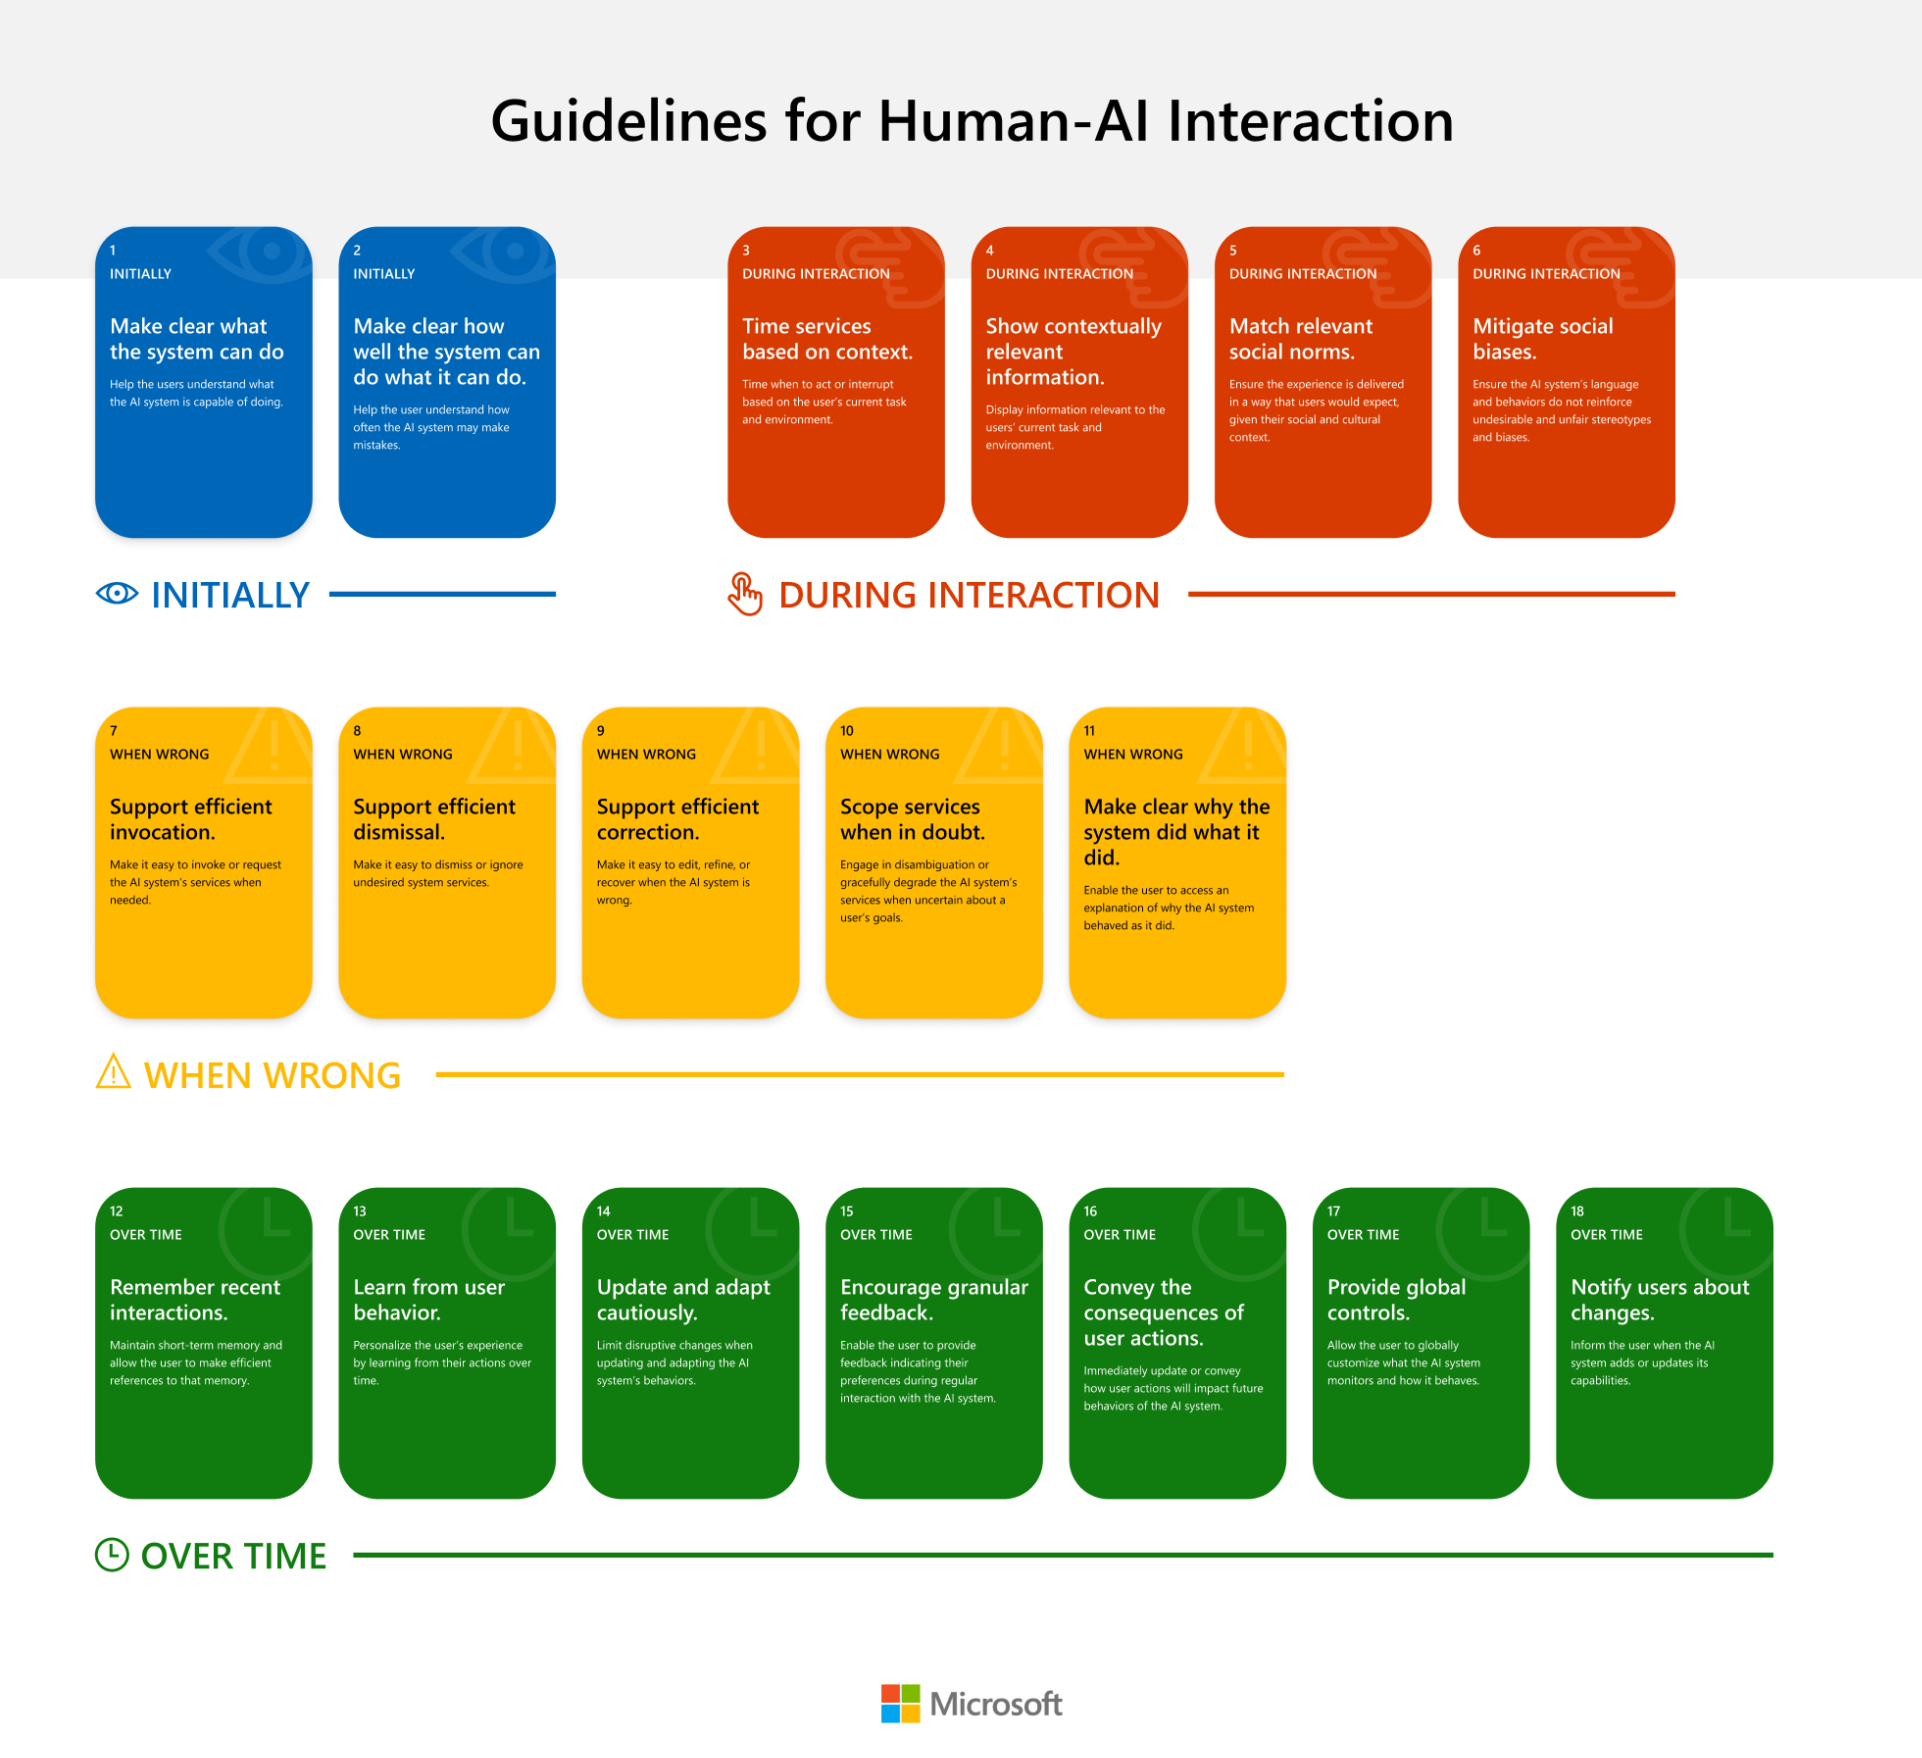 Guidelines for Human-AI Interaction
1
INITIALLY
Make clear what
the system can do
Help the users understand what
the AI system is capable of doing.
2
INITIALLY
Make clear how
well the system can
do what it can do.
Help the user understand how
often the AI system may make
mistakes.
3
DURING INTERACTION
Time services
based on context.
Time when to act or interrupt
based on the user's current task
and environment.
4
DURING INTERACTION
Show contextually
relevant
information.
Display information relevant to the
users' current task and
environment.
5
DURING INTERACTION
Match relevant
social norms.
Ensure the experience is delivered
in a way that users would expect,
given their social and cultural
context.
6
DURING INTERACTION
Mitigate social
biases.
Ensure the AI system's language
and behaviors do not reinforce
undesirable and unfair stereotypes
and biases.
INITIALLY
DURING INTERACTION
7
WHEN WRONG
Support efficient
invocation.
Make it easy to invoke or request
the AI system's services when
needed.
8
WHEN WRONG
Support efficient
dismissal.
Make it easy to dismiss or ignore
undesired system services.
9
WHEN WRONG
Support efficient
correction.
Make it easy to edit, refine, or
recover when the AI system is
wrong.
10
WHEN WRONG
Scope services
when in doubt.
Engage in disambiguation or
gracefully degrade the AI system's
services when uncertain about a
user's goals.
11
WHEN WRONG
Make clear why the
system did what it
did.
Enable the user to access an
explanation of why the AI system
behaved as it did.
WHEN WRONG
12
OVER TIME
Remember recent
interactions.
Maintain short-term memory and
allow the user to make efficient
references to that memory.
13
OVER TIME
Learn from user
behavior.
Personalize the user's experience
by learning from their actions over
time.
14
OVER TIME
Update and adapt
cautiously.
Limit disruptive changes when
updating and adapting the AI
system's behaviors.
15
OVER TIME
Encourage granular
feedback.
Enable the user to provide
feedback indicating their
preferences during regular
interaction with the AI system.
16
OVER TIME
Convey the
consequences of
user actions.
Immediately update or convey
how user actions will impact future
behaviors of the AI system.
17
OVER TIME
Provide global
controls.
Allow the user to globally
customize what the AI system
monitors and how it behaves.
18
OVER TIME
Notify users about
changes.
Inform the user when the AI
system adds or updates its
capabilities.
OVER TIME
Microsoft